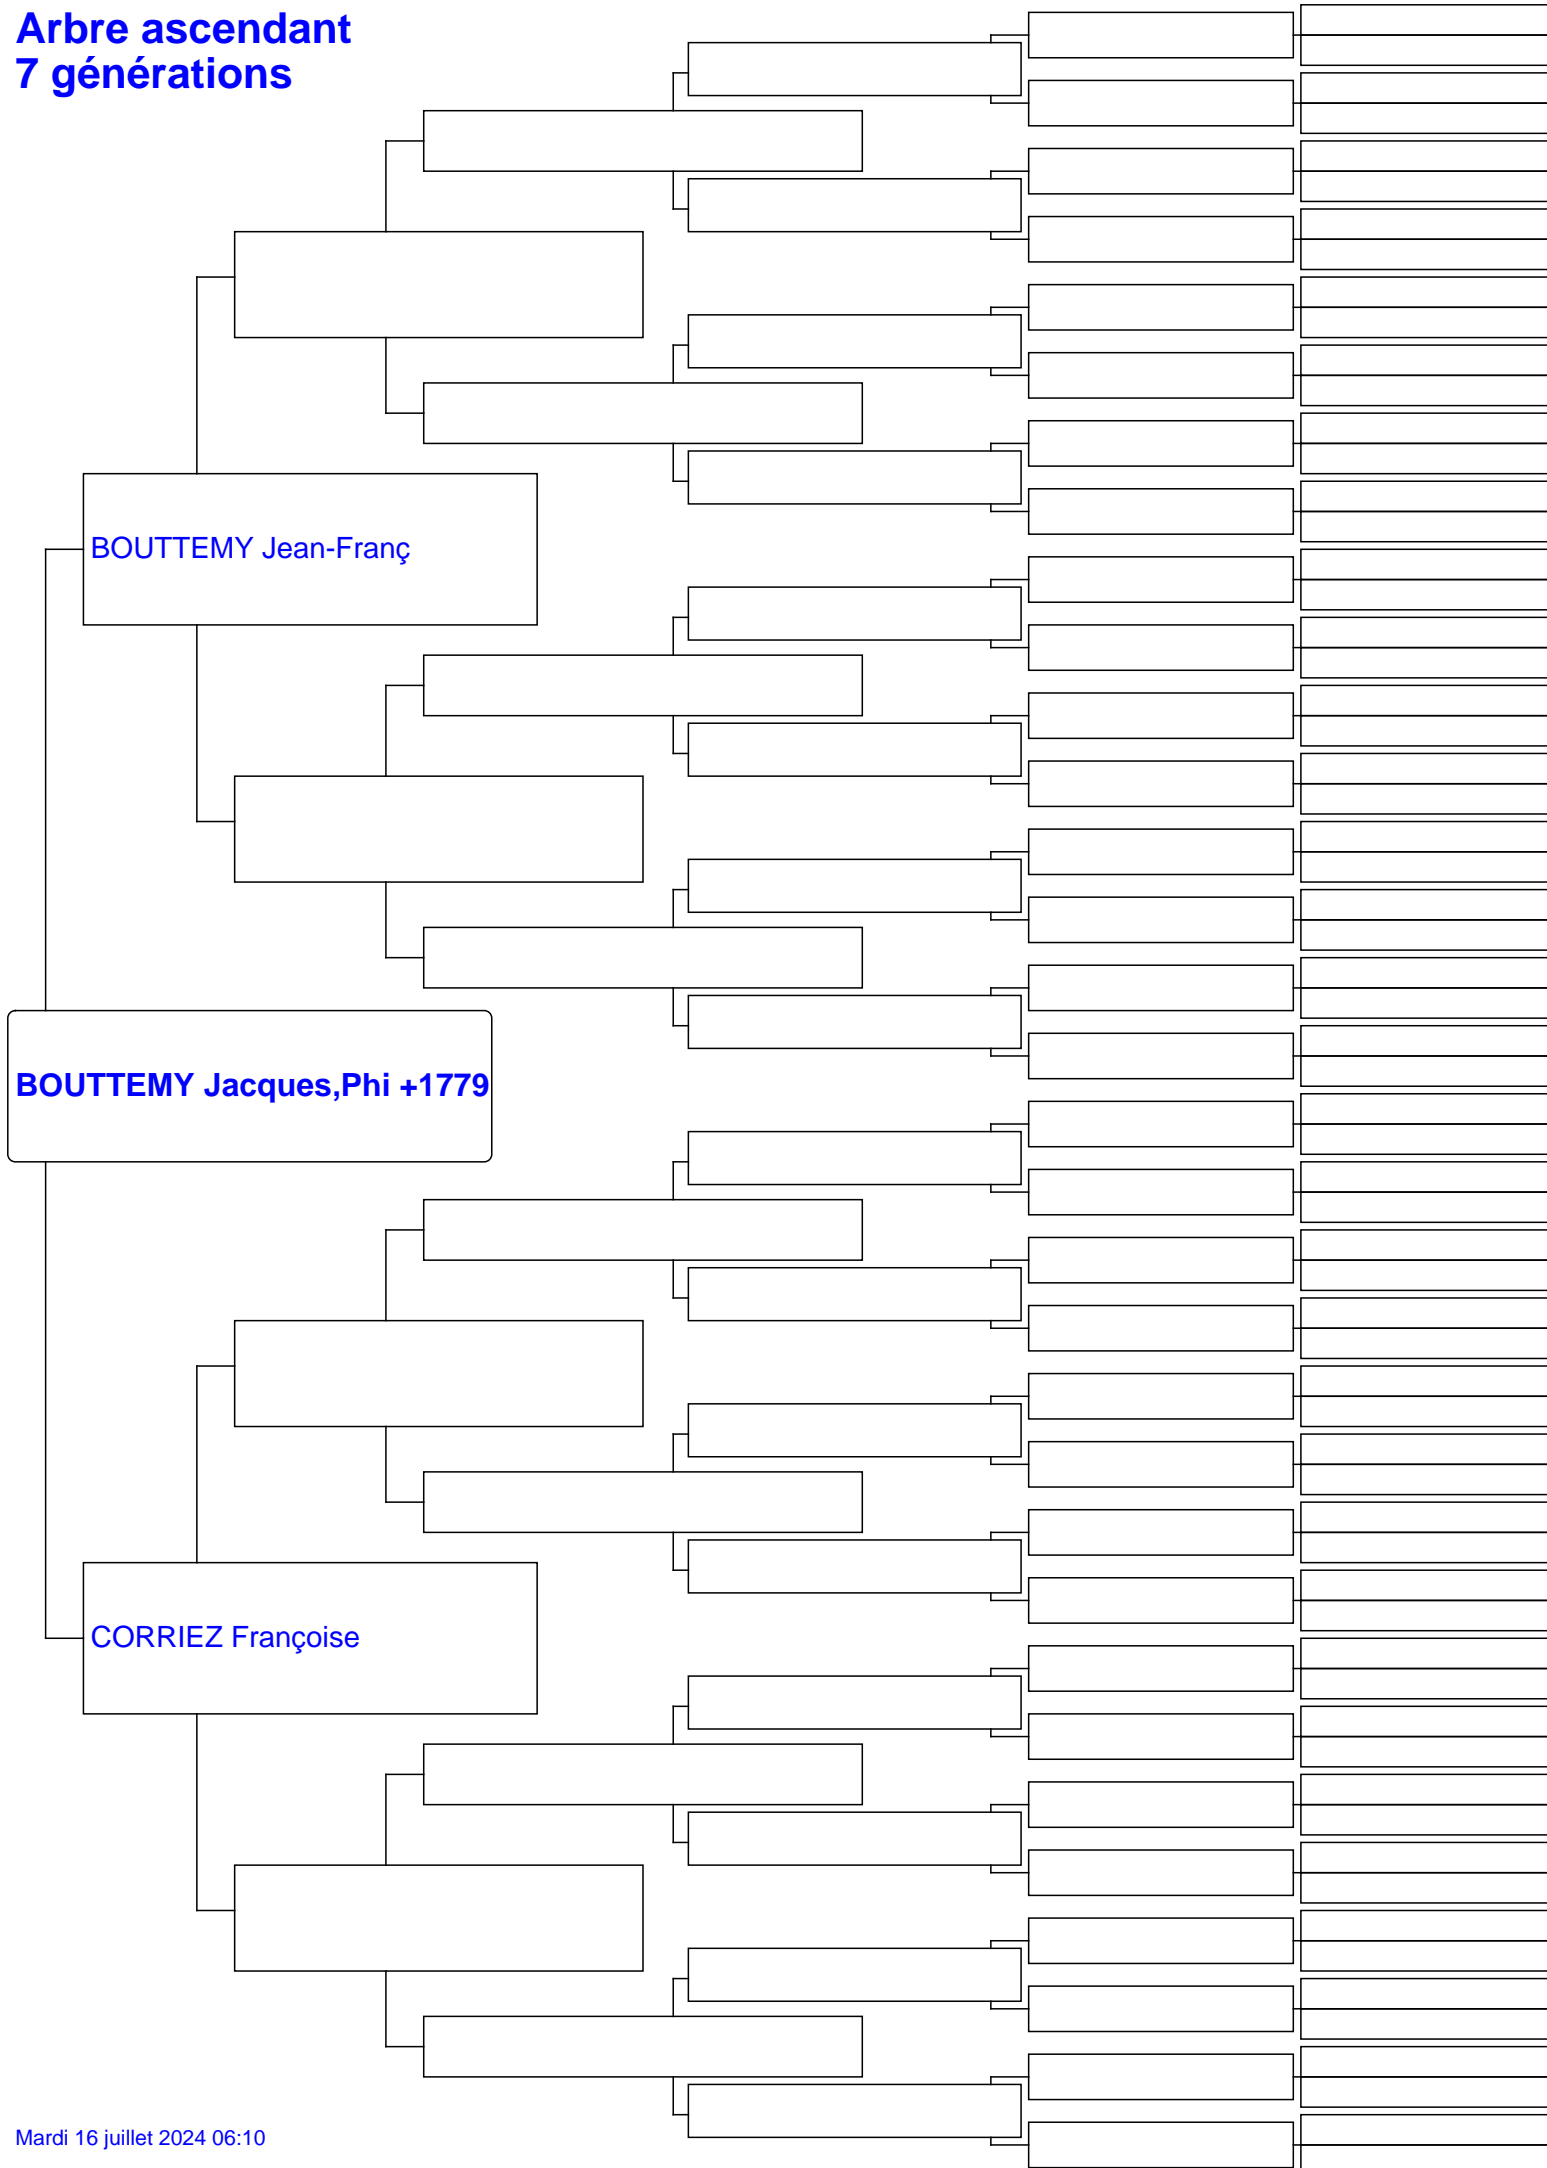 Arbre ascendant
7 générations
BOUTTEMY Jean-Franç
BOUTTEMY Jacques,Phi +1779
CORRIEZ Françoise
Mardi 16 juillet 2024 06:10